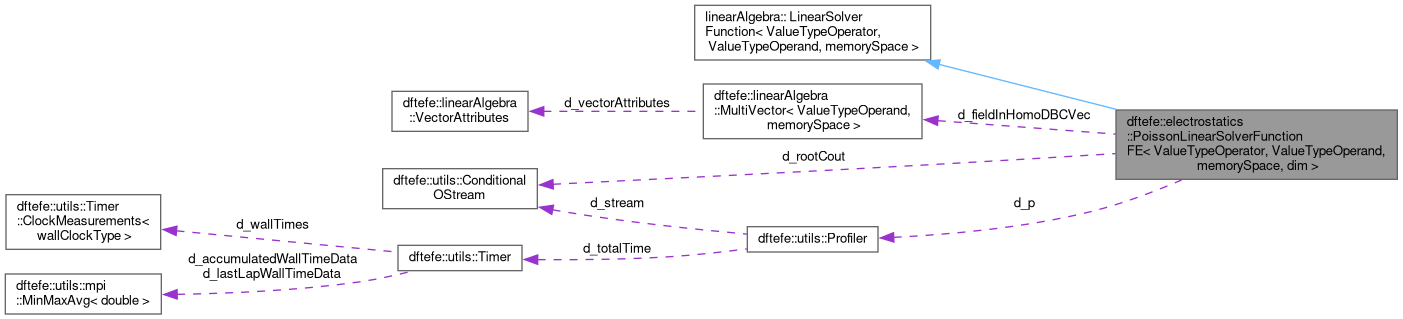 linearAlgebra:: LinearSolver
Function< ValueTypeOperator,
ValueTypeOperand, memorySpace >
dftefe::linearAlgebra
::VectorAttributes
d_vectorAttributes
dftefe::linearAlgebra
::MultiVector< ValueTypeOperand,
memorySpace >
d_fieldInHomoDBCVec
dftefe::electrostatics
::PoissonLinearSolverFunction
FE< ValueTypeOperator, ValueTypeOperand,
memorySpace, dim >
d_rootCout
dftefe::utils::Conditional
OStream
d_stream
d_p
dftefe::utils::Timer
::ClockMeasurements<
wallClockType >
d_wallTimes
dftefe::utils::Profiler
d_totalTime
dftefe::utils::Timer
d_accumulatedWallTimeData
d_lastLapWallTimeData
dftefe::utils::mpi
::MinMaxAvg< double >